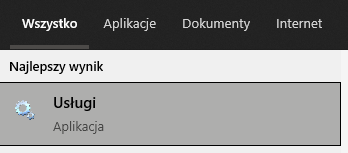 Wszystko Aplikacje Dokumenty Internet
Najlepszy wynik
Usługi
Aplikacja